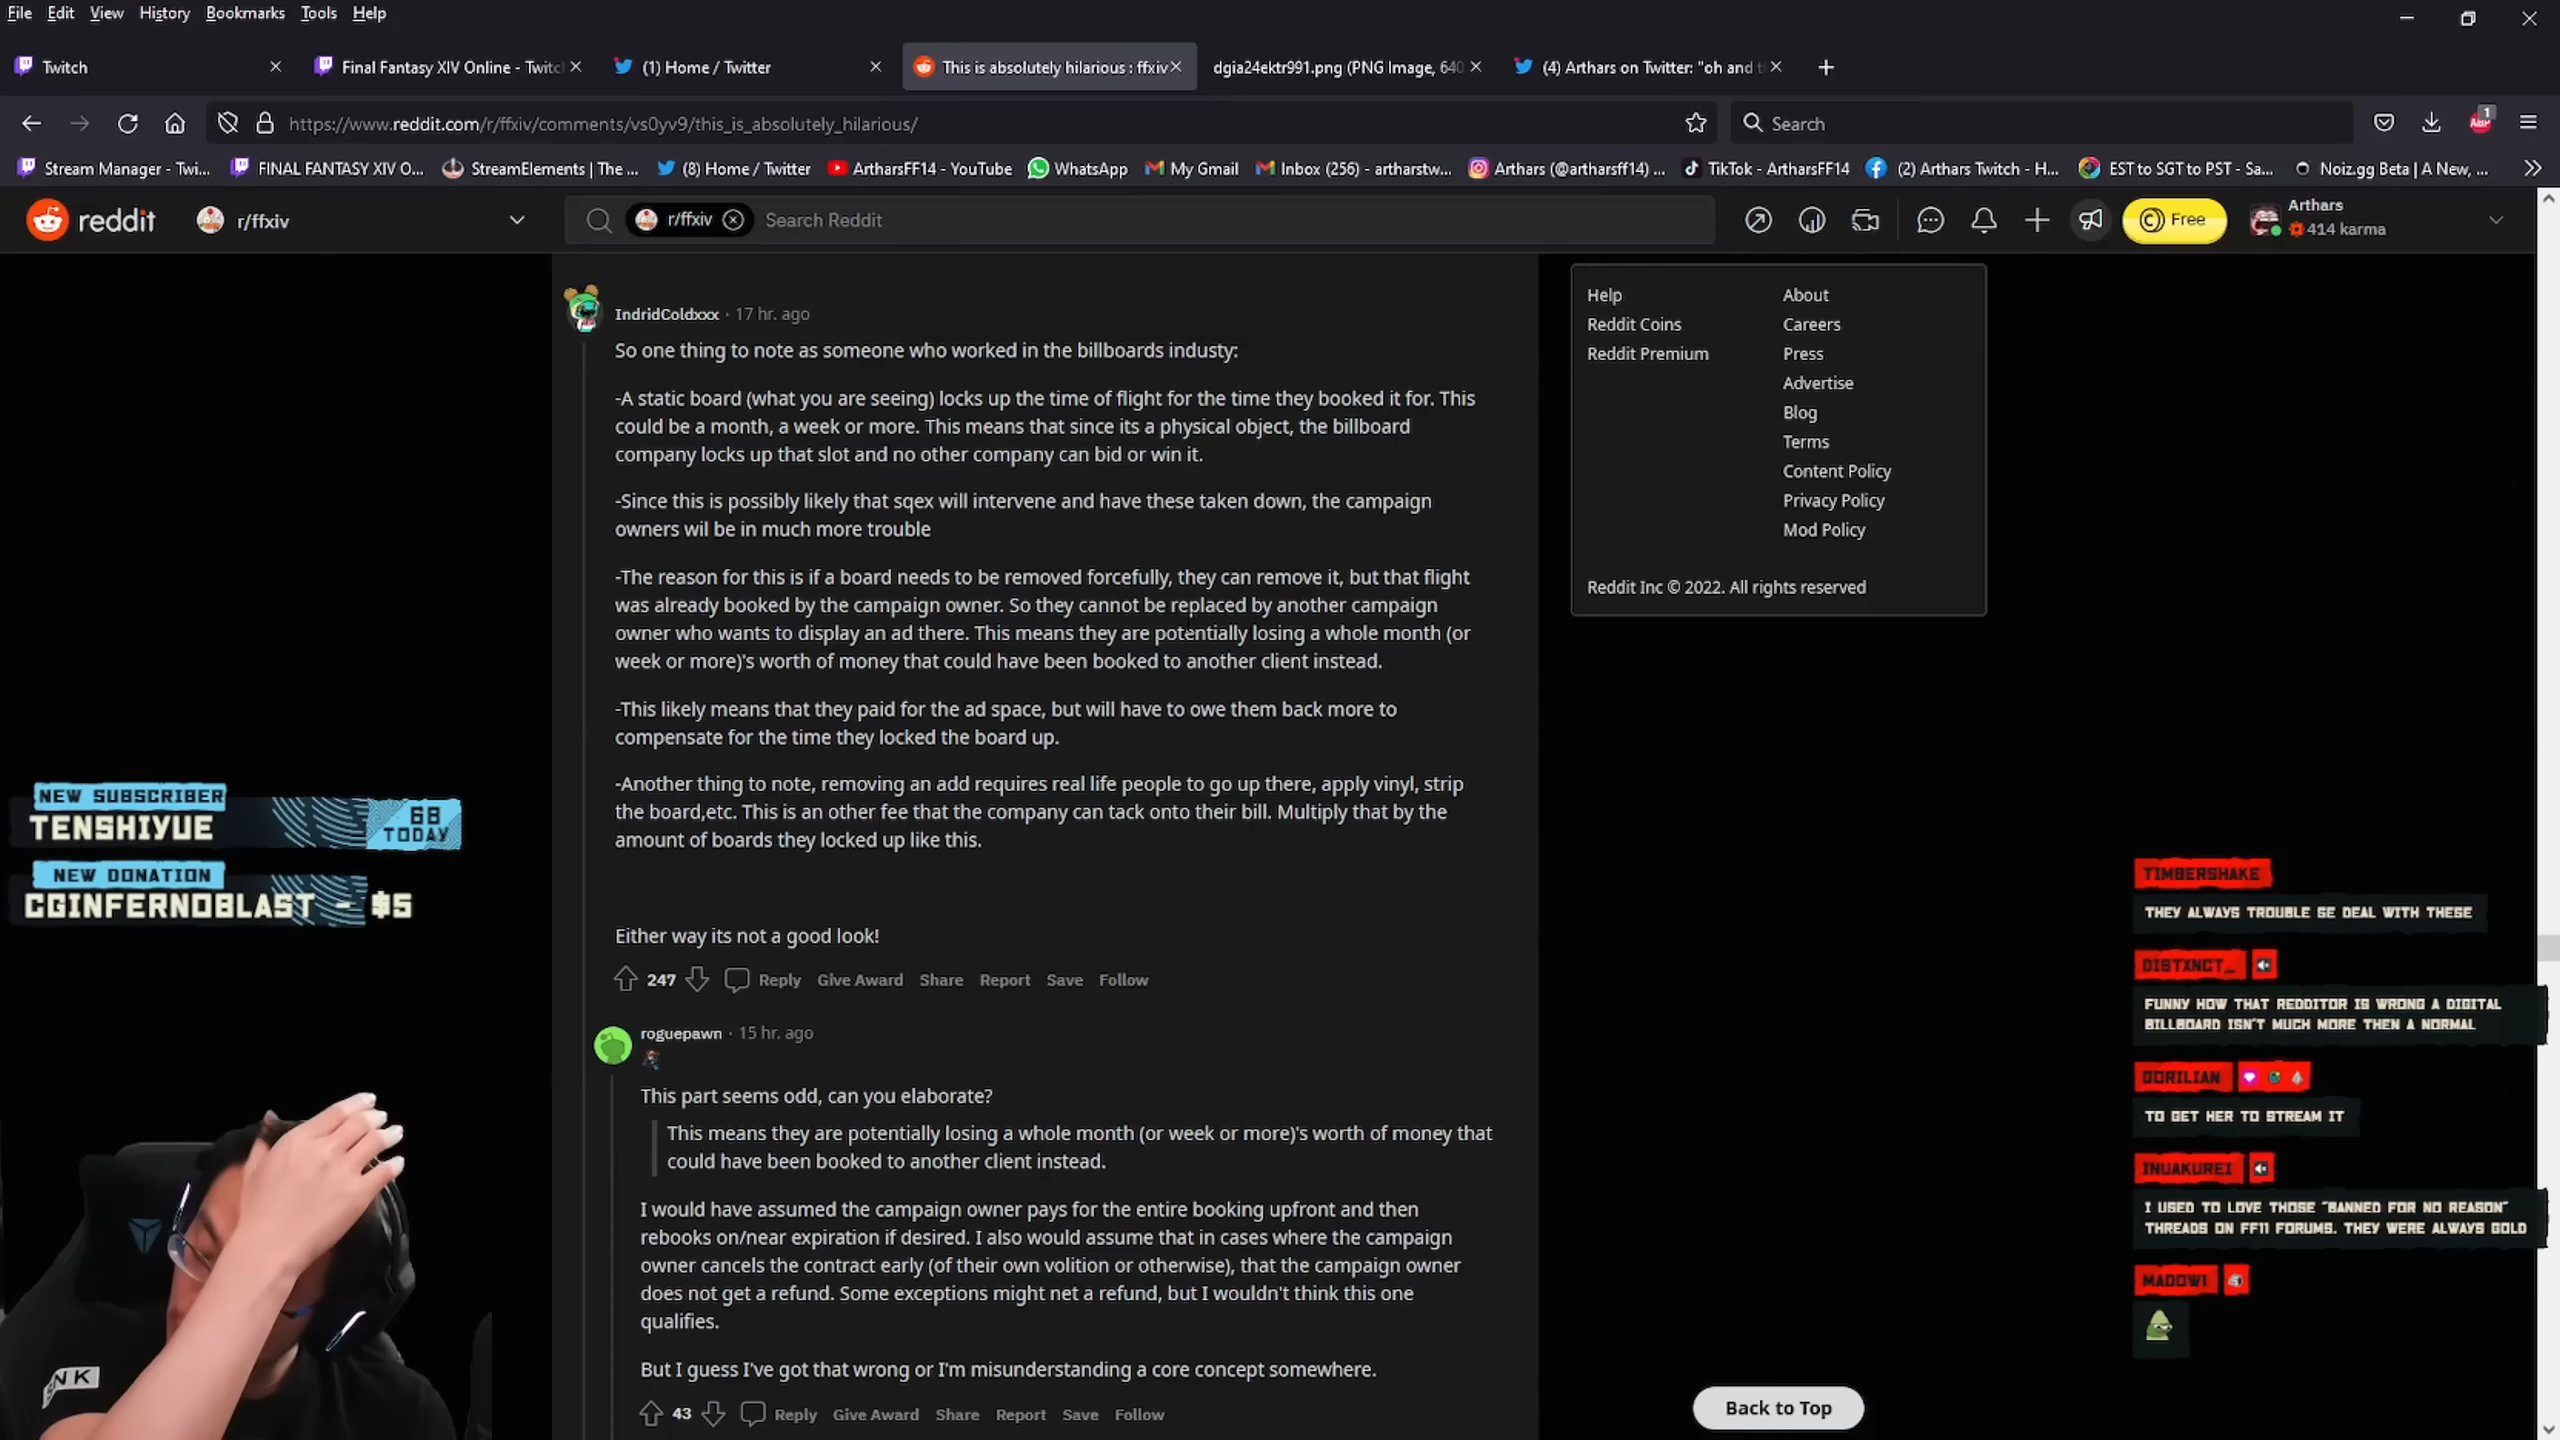 File Edit View History Bookmarks Tools Help
Twitch
Final Fantasy XIV Online - Twitch
(1) Home / Twitter
This is absolutely hilarious : ffxiv
dgia24ektr991.png (PNG Image, 640
(4) Arthars on Twitter: "oh and t
https://www.reddit.com/r/ffxiv/comments/vs0yv9/this_is_absolutely_hilarious/
Search
ABP
1
Stream Manager - Twi...
FINAL FANTASY XIV O...
StreamElements | The ...
(8) Home / Twitter
ArtharsFF14 - YouTube
WhatsApp
My Gmail
Inbox (256) - artharstw...
Arthars (@artharsff14) ...
TikTok - ArtharsFF14
(2) Arthars Twitch - H...
EST to SGT to PST - Sa...
Noiz.gg Beta | A New, ...
reddit
r/ffxiv
r/ffxiv
Search Reddit
Free
Arthars
414 karma
IndridColdxxx · 17 hr. ago
So one thing to note as someone who worked in the billboards industy:
-A static board (what you are seeing) locks up the time of flight for the time they booked it for. This
could be a month, a week or more. This means that since its a physical object, the billboard
company locks up that slot and no other company can bid or win it.
-Since this is possibly likely that sqex will intervene and have these taken down, the campaign
owners wil be in much more trouble
-The reason for this is if a board needs to be removed forcefully, they can remove it, but that flight
was already booked by the campaign owner. So they cannot be replaced by another campaign
owner who wants to display an ad there. This means they are potentially losing a whole month (or
week or more)'s worth of money that could have been booked to another client instead.
-This likely means that they paid for the ad space, but will have to owe them back more to
compensate for the time they locked the board up.
-Another thing to note, removing an add requires real life people to go up there, apply vinyl, strip
the board,etc. This is an other fee that the company can tack onto their bill. Multiply that by the
amount of boards they locked up like this.
Either way its not a good look!
247 Reply Give Award Share Report Save Follow
roguepawn · 15 hr. ago
This part seems odd, can you elaborate?
This means they are potentially losing a whole month (or week or more)'s worth of money that
could have been booked to another client instead.
I would have assumed the campaign owner pays for the entire booking upfront and then
rebooks on/near expiration if desired. I also would assume that in cases where the campaign
owner cancels the contract early (of their own volition or otherwise), that the campaign owner
does not get a refund. Some exceptions might net a refund, but I wouldn't think this one
qualifies.
But I guess I've got that wrong or I'm misunderstanding a core concept somewhere.
43 Reply Give Award Share Report Save Follow
Help
Reddit Coins
Reddit Premium
About
Careers
Press
Advertise
Blog
Terms
Content Policy
Privacy Policy
Mod Policy
Reddit Inc © 2022. All rights reserved
Back to Top
NEW SUBSCRIBER
TENSHIYUE
68
TODAY
NEW DONATION
CGINFERNOBLAST - $5
TIMBERSHAKE
THEY ALWAYS TROUBLE SE DEAL WITH THESE
DISTXNCT_
FUNNY HOW THAT REDDITOR IS WRONG A DIGITAL
BILLBOARD ISN'T MUCH MORE THEN A NORMAL
GORILIAN
TO GET HER TO STREAM IT
INUAKUREI
I USED TO LOVE THOSE "BANNED FOR NO REASON"
THREADS ON FF11 FORUMS. THEY WERE ALWAYS GOLD
MADOW1